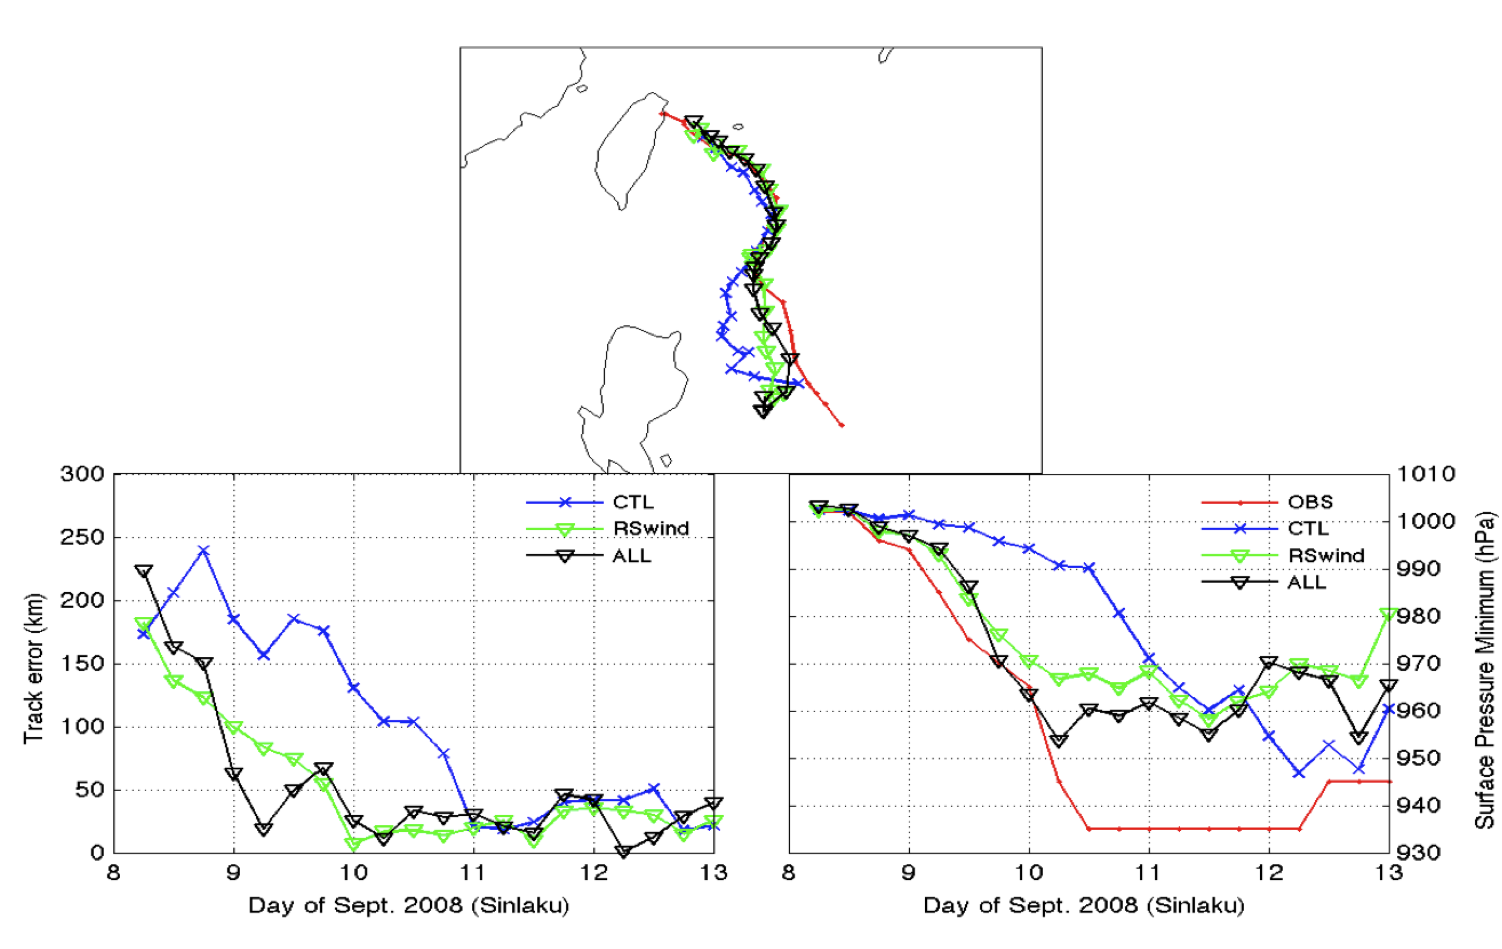 300
250
200
150
100
50
0
Track error (km)
CTL
RSwind
ALL
8 9 10 11 12 13
Day of Sept. 2008 (Sinlaku)
OBS
CTL
RSwind
ALL
1010
1000
990
980
970
960
950
940
930
Surface Pressure Minimum (hPa)
8 9 10 11 12 13
Day of Sept. 2008 (Sinlaku)